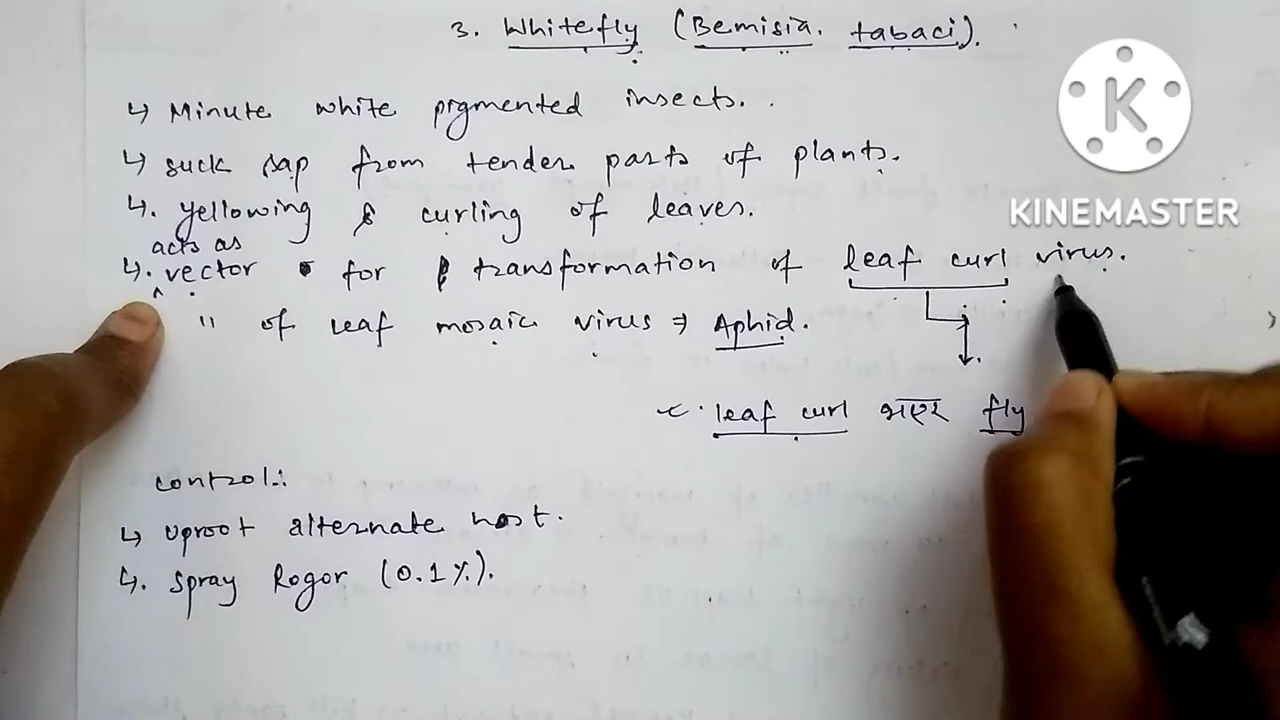 3. Whitefly (Bemisia. tabaci).
↳ Minute white pigmented insects.
↳ suck sap from tender parts of plants.
↳. yellowing & curling of leaves.
acts as
↳. vector for transformation of leaf curl virus.
" of leaf mosaic virus ⇒ Aphid.
leaf curl भएर fly
control:
↳ Uproot alternate host.
↳. spray Rogor (0.1%).
K
KINEMASTER